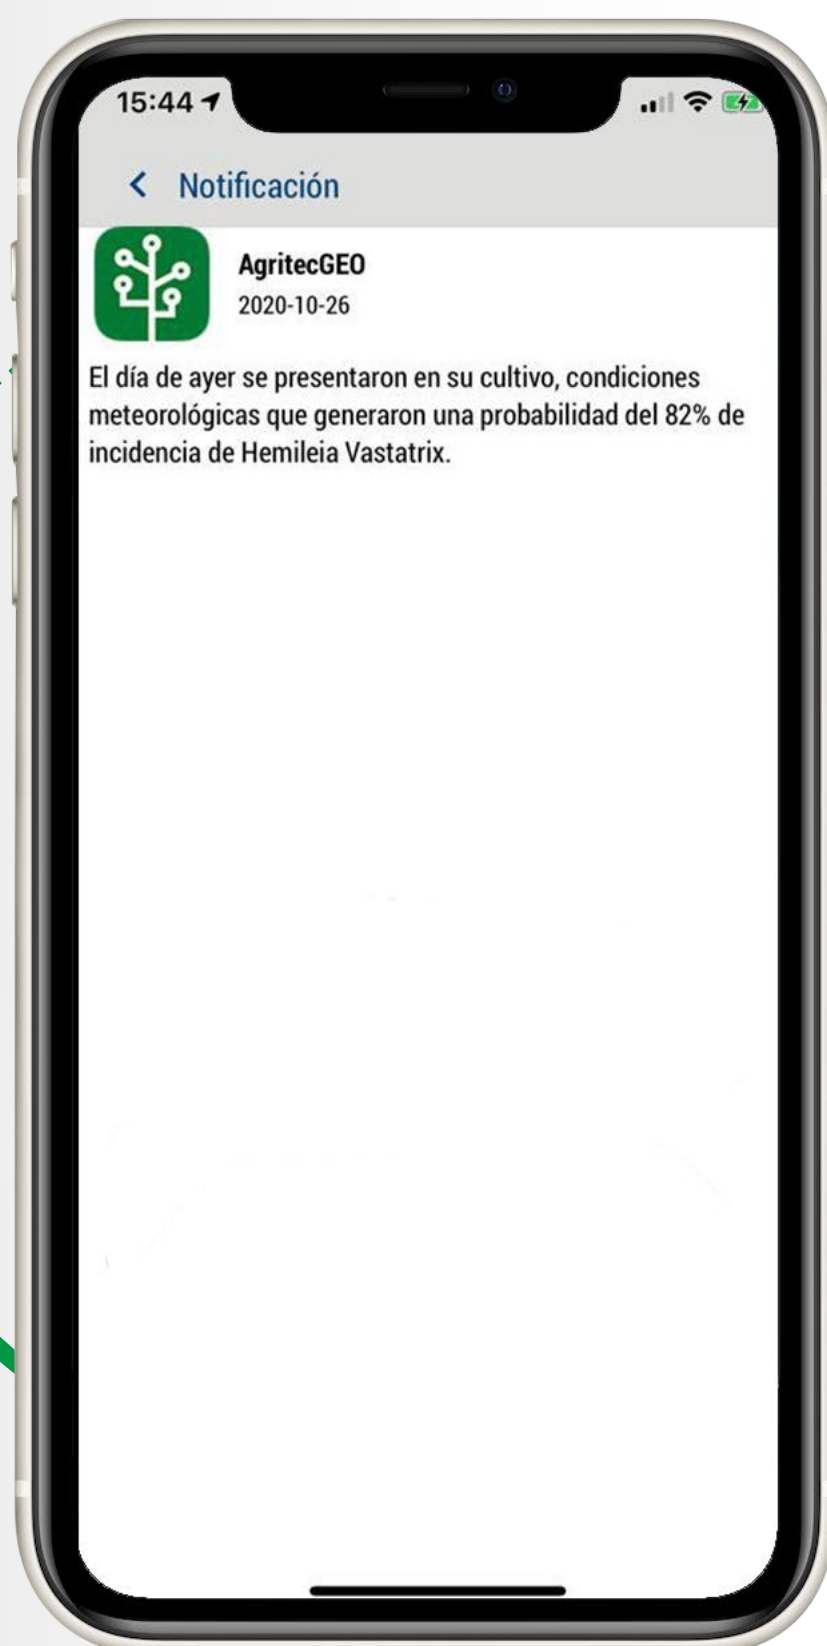 15:44
Notificación
AgritecGEO
2020-10-26
El día de ayer se presentaron en su cultivo, condiciones
meteorológicas que generaron una probabilidad del 82% de
incidencia de Hemileia Vastatrix.